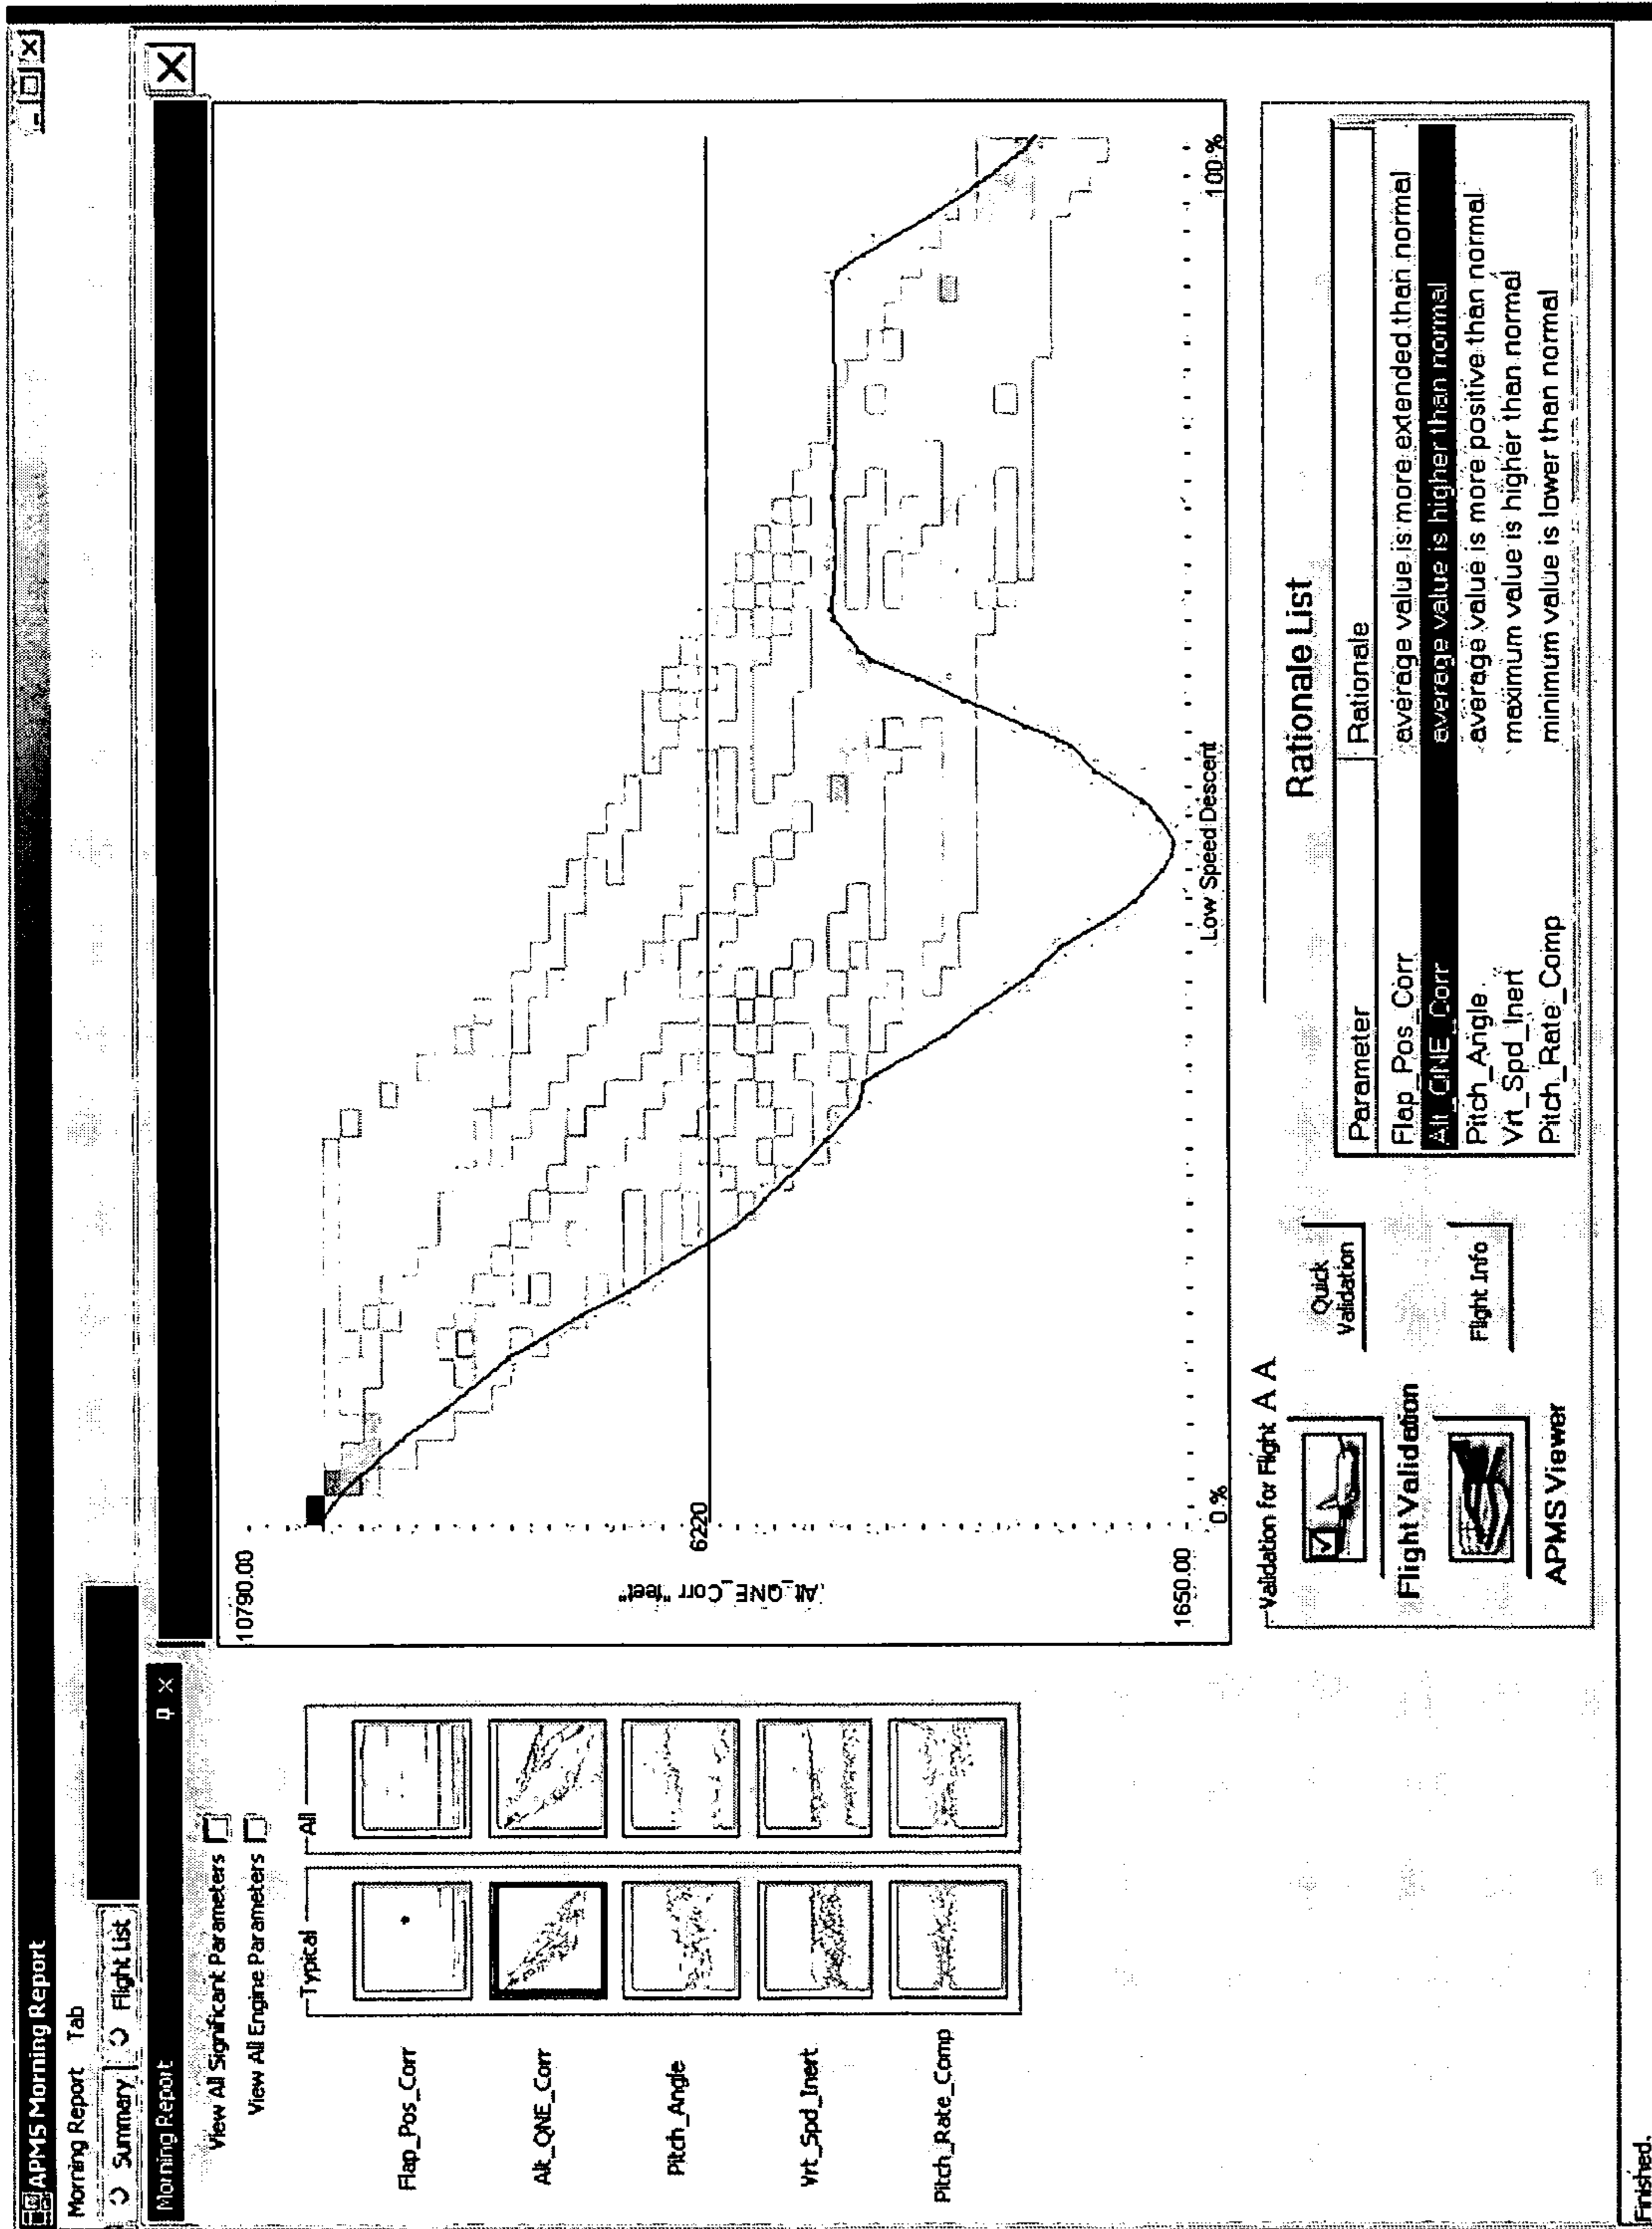 APMS Morning Report
Morning Report Tab
Summary Flight List
Morning Report
View All Significant Parameters
View All Engine Parameters
Typical All
Flap_Pos_Corr
Alt_QNE_Corr
Pitch_Angle
Vrt_Spd_Inert
Pitch_Rate_Comp
10790.00
Alt_QNE_Corr "feet"
6220
1650.00
0.% 100.%
Low Speed Descent
Validation for Flight A A
Quick
Validation
Flight Validation
Flight Info
APMS Viewer
Rationale List
Parameter Rationale
Flap_Pos_Corr average value is more extended than normal
Alt_QNE_Corr average value is higher than normal
Pitch_Angle average value is more positive than normal
Vrt_Spd_Inert maximum value is higher than normal
Pitch_Rate_Comp minimum value is lower than normal
Finished.